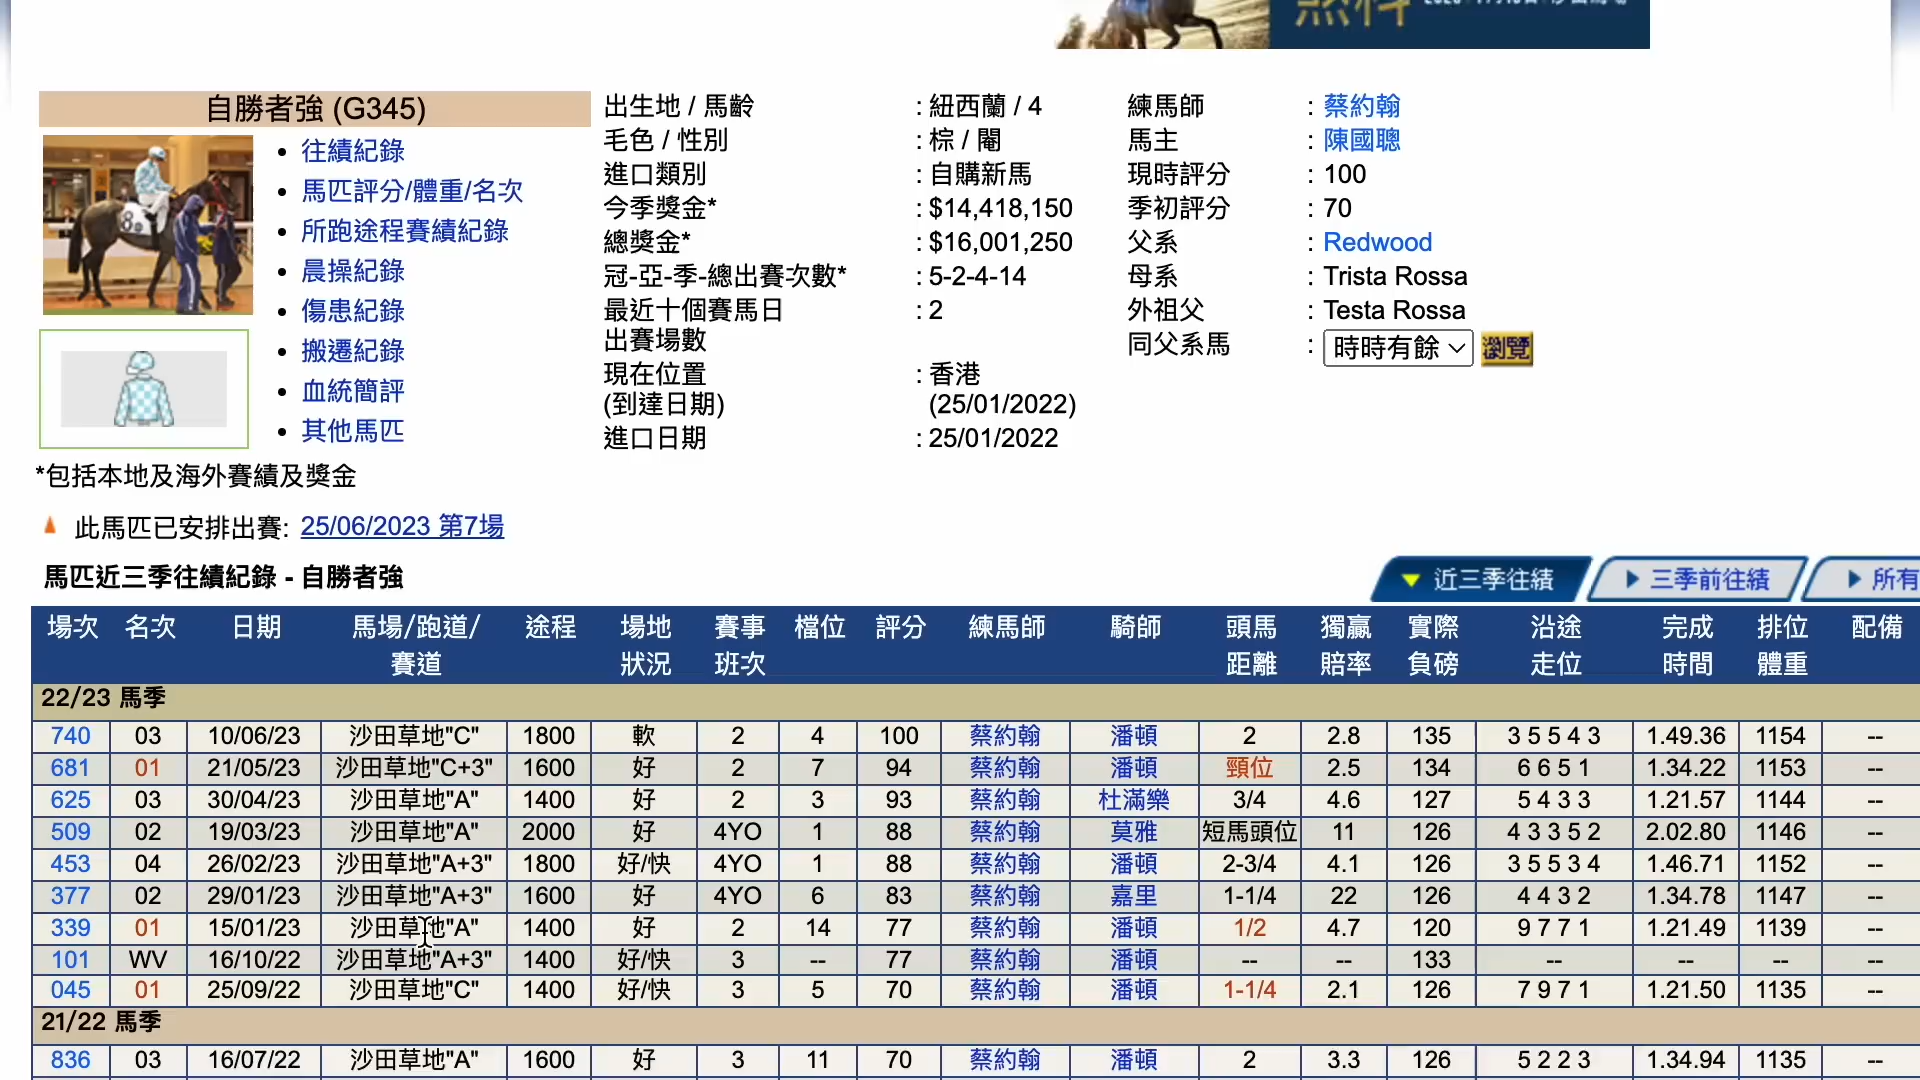 自勝者強 (G345)
往績紀錄
馬匹評分/體重/名次
所跑途程賽績紀錄
晨操紀錄
傷患紀錄
搬遷紀錄
血統簡評
其他馬匹
出生地 / 馬齡 : 紐西蘭 / 4
毛色 / 性別 : 棕 / 閹
進口類別 : 自購新馬
今季獎金* : $14,418,150
總獎金* : $16,001,250
冠-亞-季-總出賽次數* : 5-2-4-14
最近十個賽馬日 : 2
出賽場數
現在位置 : 香港
(到達日期) (25/01/2022)
進口日期 : 25/01/2022
練馬師 : 蔡約翰
馬主 : 陳國聰
現時評分 : 100
季初評分 : 70
父系 : Redwood
母系 : Trista Rossa
外祖父 : Testa Rossa
同父系馬 : 時時有餘 瀏覽
*包括本地及海外賽績及獎金
此馬匹已安排出賽: 25/06/2023 第7場
馬匹近三季往績紀錄 - 自勝者強
近三季往績 三季前往績 所有
場次 名次 日期 馬場/跑道/ 途程 場地 賽事 檔位 評分 練馬師 騎師 頭馬 獨贏 實際 沿途 完成 排位 配備
賽道 狀況 班次 距離 賠率 負磅 走位 時間 體重
22/23 馬季
740 03 10/06/23 沙田草地"C" 1800 軟 2 4 100 蔡約翰 潘頓 2 2.8 135 3 5 5 4 3 1.49.36 1154 --
681 01 21/05/23 沙田草地"C+3" 1600 好 2 7 94 蔡約翰 潘頓 頸位 2.5 134 6 6 5 1 1.34.22 1153 --
625 03 30/04/23 沙田草地"A" 1400 好 2 3 93 蔡約翰 杜滿樂 3/4 4.6 127 5 4 3 3 1.21.57 1144 --
509 02 19/03/23 沙田草地"A" 2000 好 4YO 1 88 蔡約翰 莫雅 短馬頭位 11 126 4 3 3 5 2 2.02.80 1146 --
453 04 26/02/23 沙田草地"A+3" 1800 好/快 4YO 1 88 蔡約翰 潘頓 2-3/4 4.1 126 3 5 5 3 4 1.46.71 1152 --
377 02 29/01/23 沙田草地"A+3" 1600 好 4YO 6 83 蔡約翰 嘉里 1-1/4 22 126 4 4 3 2 1.34.78 1147 --
339 01 15/01/23 沙田草地"A" 1400 好 2 14 77 蔡約翰 潘頓 1/2 4.7 120 9 7 7 1 1.21.49 1139 --
101 WV 16/10/22 沙田草地"A+3" 1400 好/快 3 -- 77 蔡約翰 潘頓 -- -- 133 -- -- -- --
045 01 25/09/22 沙田草地"C" 1400 好/快 3 5 70 蔡約翰 潘頓 1-1/4 2.1 126 7 9 7 1 1.21.50 1135 --
21/22 馬季
836 03 16/07/22 沙田草地"A" 1600 好 3 11 70 蔡約翰 潘頓 2 3.3 126 5 2 2 3 1.34.94 1135 --